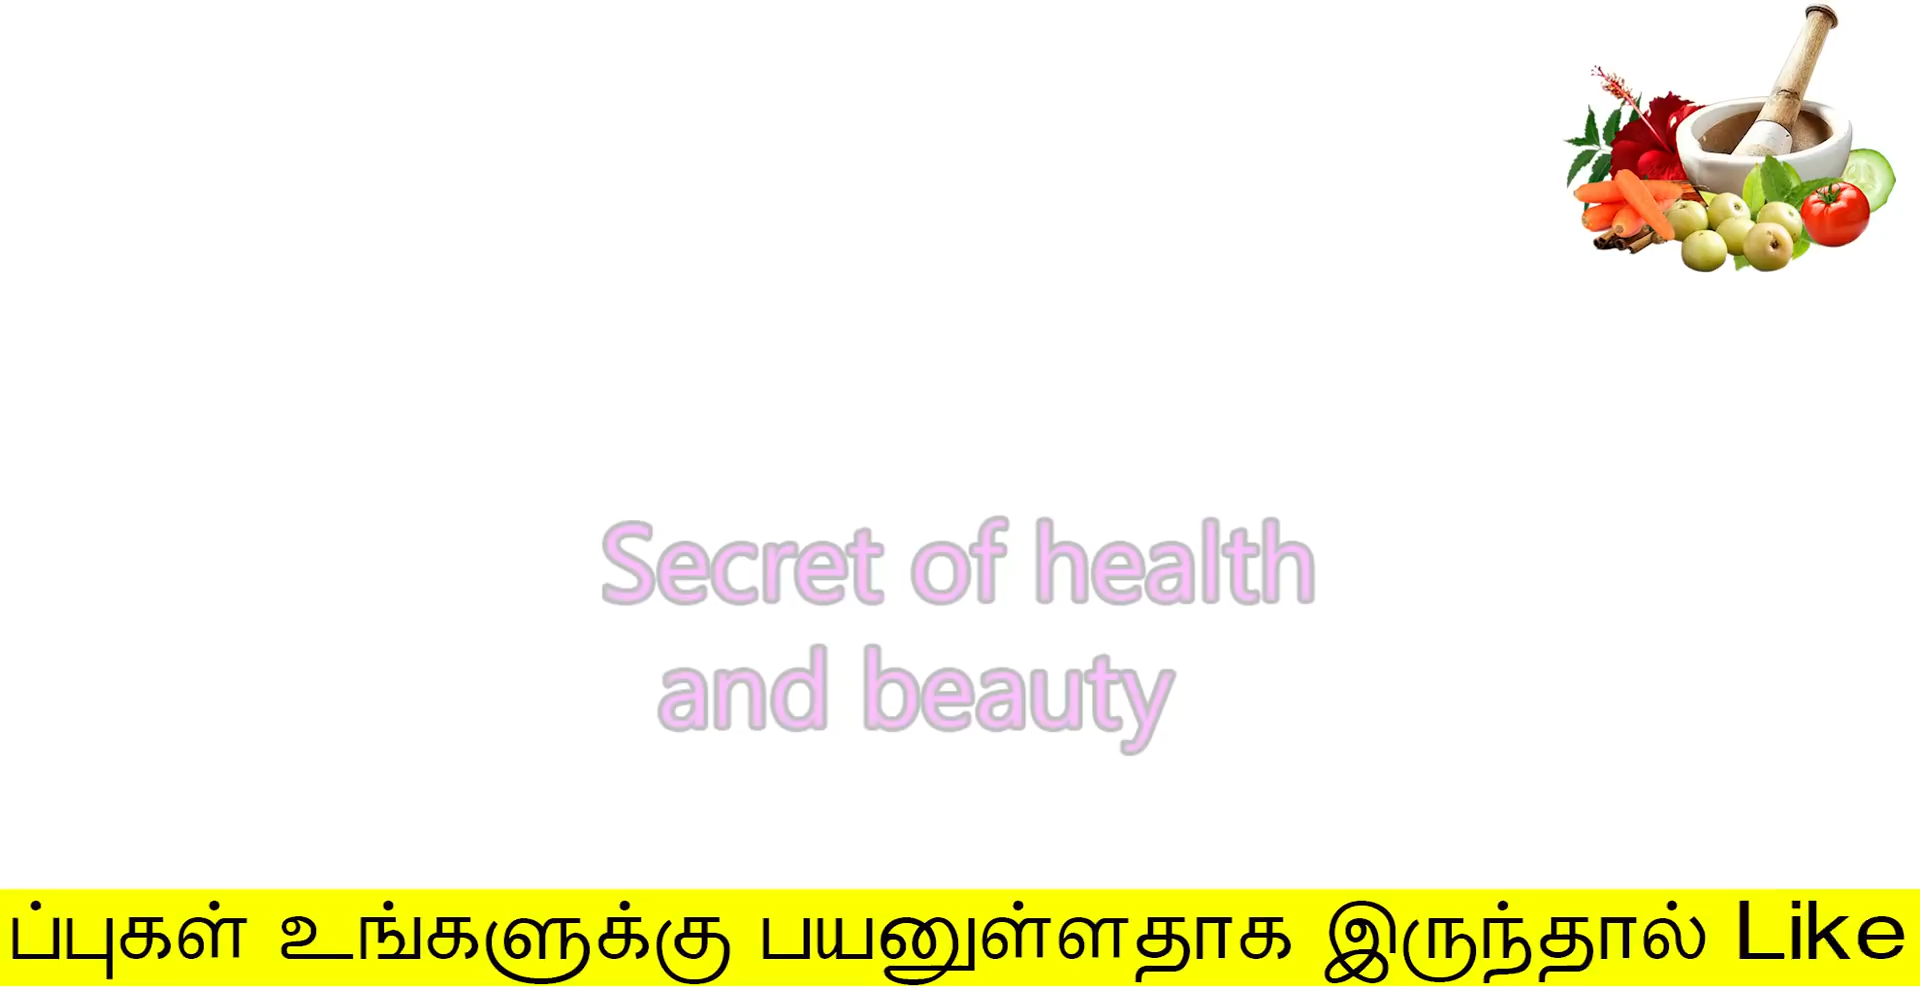 Secret of health
and beauty
ப்புகள் உங்களுக்கு பயனுள்ளதாக இருந்தால் Like